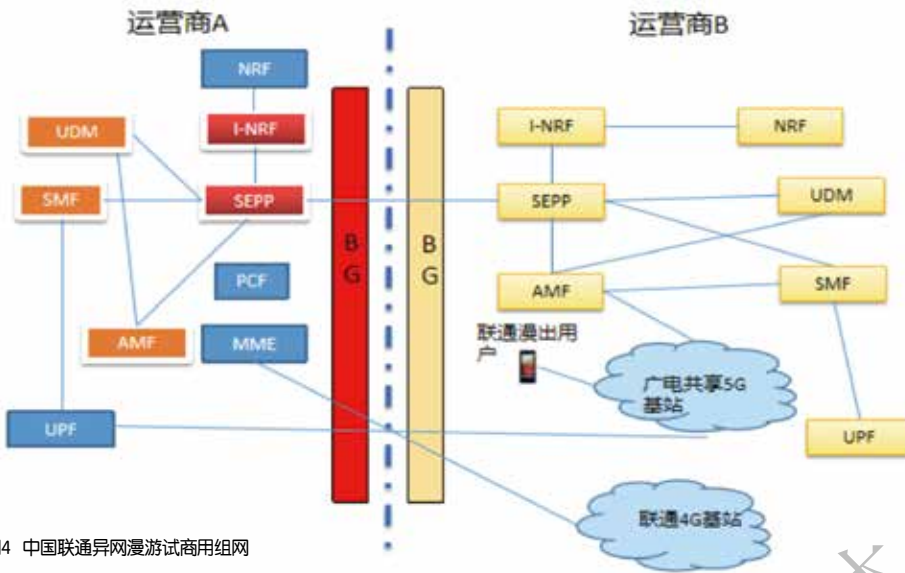 运营商A
运营商B
NRF
I-NRF
UDM
SMF
SEPP
PCF
AMF
MME
UPF
B
G
B
G
I-NRF
NRF
SEPP
UDM
AMF
SMF
联通漫出用
户
广电共享5G
基站
UPF
联通4G基站
4 中国联通异网漫游试商用组网